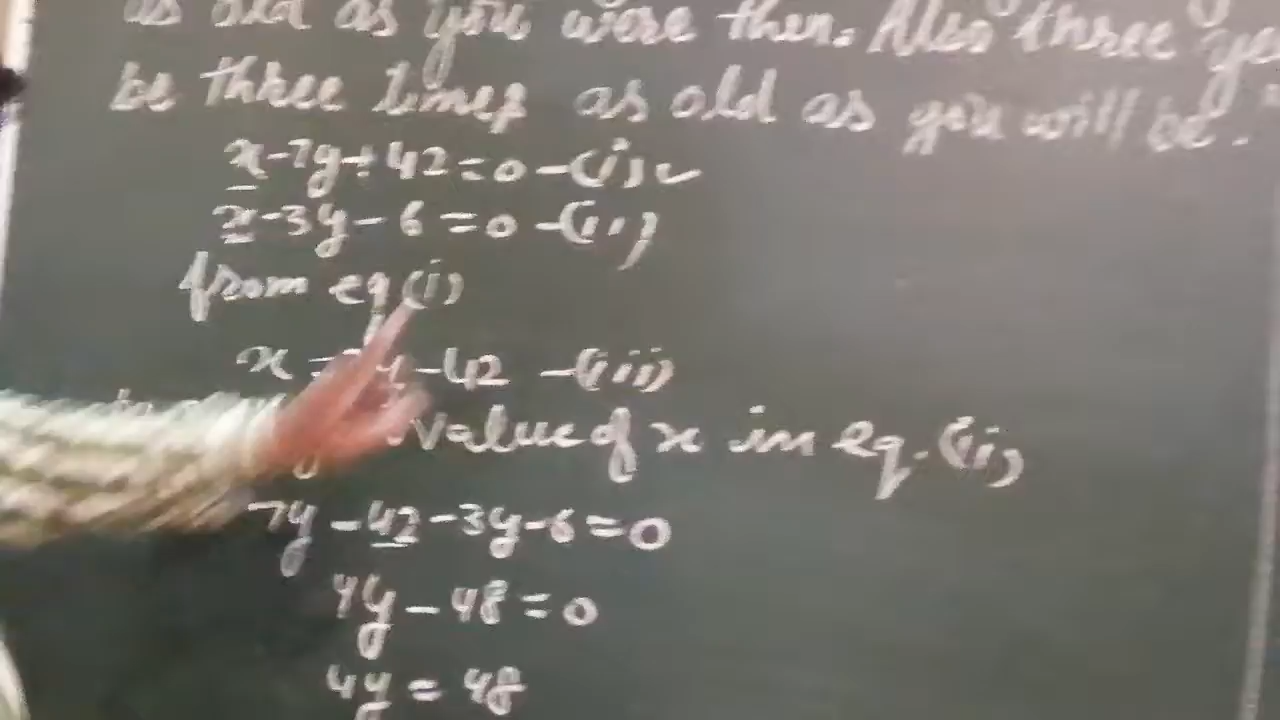 as old as you were then. Also three ye
be three times as old as you will be.
x-7y+42=0-(i)
x-3y-6=0-(ii)
from eq(i)
x = 7y-42 -(iii)
value of x in eq. (ii)
7y-42-3y-6=0
4y-48=0
4y=48